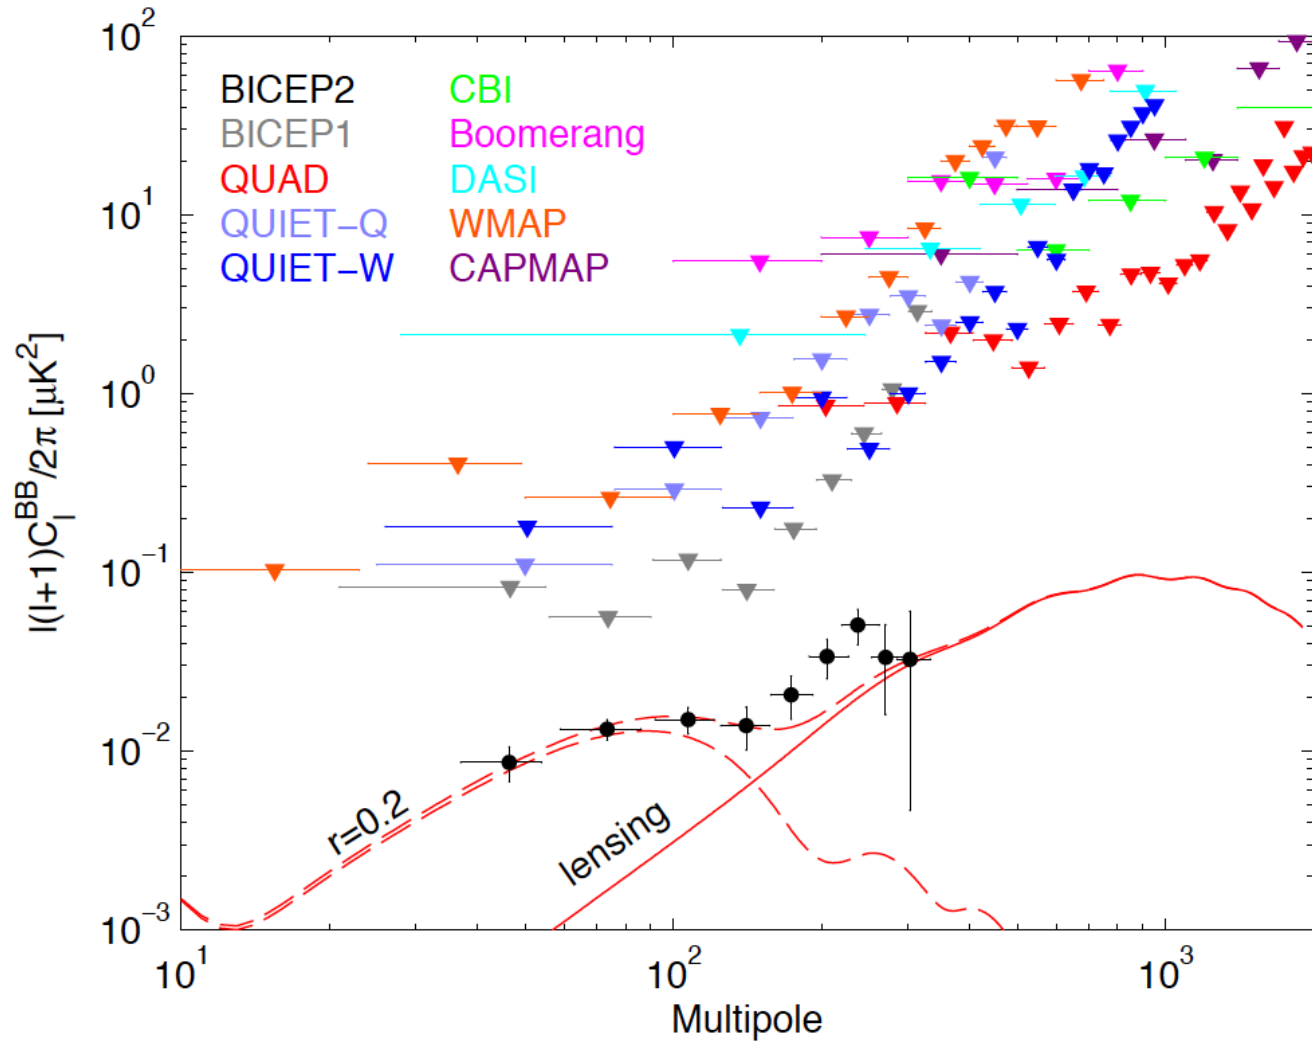 10²
10¹
10⁰
10⁻¹
10⁻²
10⁻³
l(l+1)C_l^BB/2π [μK²]
BICEP2
BICEP1
QUAD
QUIET-Q
QUIET-W
CBI
Boomerang
DASI
WMAP
CAPMAP
r=0.2
lensing
10¹
10²
10³
Multipole